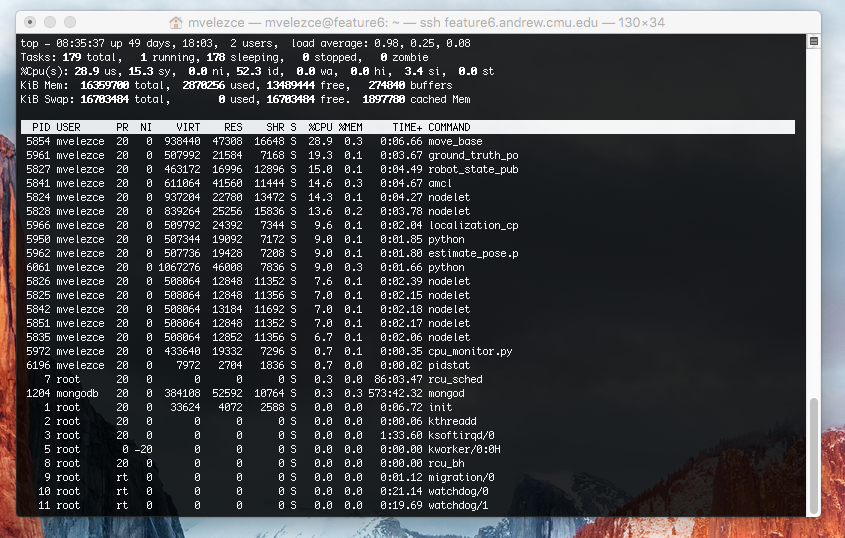 mvelezce — mvelezce@feature6: ~ — ssh feature6.andrew.cmu.edu — 130×34
top - 08:35:37 up 49 days, 18:03,  2 users,  load average: 0.98, 0.25, 0.08
Tasks: 179 total,   1 running, 178 sleeping,   0 stopped,   0 zombie
%Cpu(s): 28.9 us, 15.3 sy,  0.0 ni, 52.3 id,  0.0 wa,  0.0 hi,  3.4 si,  0.0 st
KiB Mem:  16359700 total,  2870256 used, 13489444 free,   274840 buffers
KiB Swap: 16703484 total,        0 used, 16703484 free.  1897780 cached Mem
PID USER      PR  NI    VIRT    RES    SHR S  %CPU %MEM     TIME+ COMMAND
5854 mvelezce  20   0  938440  47308  16648 S  28.9  0.3   0:06.66 move_base
5961 mvelezce  20   0  507992  21584   7168 S  19.3  0.1   0:03.67 ground_truth_po
5827 mvelezce  20   0  463172  16996  12896 S  15.0  0.1   0:04.49 robot_state_pub
5841 mvelezce  20   0  611064  41560  11444 S  14.6  0.3   0:04.67 amcl
5824 mvelezce  20   0  937204  22780  13472 S  14.3  0.1   0:04.27 nodelet
5828 mvelezce  20   0  839264  25256  15836 S  13.6  0.2   0:03.78 nodelet
5966 mvelezce  20   0  509792  24392   7344 S   9.6  0.1   0:02.04 localization_cp
5950 mvelezce  20   0  507344  19092   7172 S   9.0  0.1   0:01.85 python
5962 mvelezce  20   0  507736  19428   7208 S   9.0  0.1   0:01.80 estimate_pose.p
6061 mvelezce  20   0 1067276  46008   7836 S   9.0  0.3   0:01.66 python
5826 mvelezce  20   0  508064  12848  11352 S   7.6  0.1   0:02.39 nodelet
5825 mvelezce  20   0  508064  12848  11352 S   7.0  0.1   0:02.15 nodelet
5842 mvelezce  20   0  508064  13184  11692 S   7.0  0.1   0:02.18 nodelet
5851 mvelezce  20   0  508064  12848  11352 S   7.0  0.1   0:02.17 nodelet
5835 mvelezce  20   0  508064  12852  11356 S   6.7  0.1   0:02.06 nodelet
5972 mvelezce  20   0  433640  19332   7296 S   0.7  0.1   0:00.35 cpu_monitor.py
6196 mvelezce  20   0    7972   2704   1836 S   0.7  0.0   0:00.02 pidstat
7 root      20   0       0      0      0 S   0.3  0.0  86:03.47 rcu_sched
1204 mongodb   20   0  384108  52592  10764 S   0.3  0.3 573:42.32 mongod
1 root      20   0   33624   4072   2588 S   0.0  0.0   0:06.72 init
2 root      20   0       0      0      0 S   0.0  0.0   0:00.06 kthreadd
3 root      20   0       0      0      0 S   0.0  0.0   1:33.60 ksoftirqd/0
5 root       0 -20       0      0      0 S   0.0  0.0   0:00.00 kworker/0:0H
8 root      20   0       0      0      0 S   0.0  0.0   0:00.00 rcu_bh
9 root      rt   0       0      0      0 S   0.0  0.0   0:01.12 migration/0
10 root      rt   0       0      0      0 S   0.0  0.0   0:21.14 watchdog/0
11 root      rt   0       0      0      0 S   0.0  0.0   0:19.69 watchdog/1